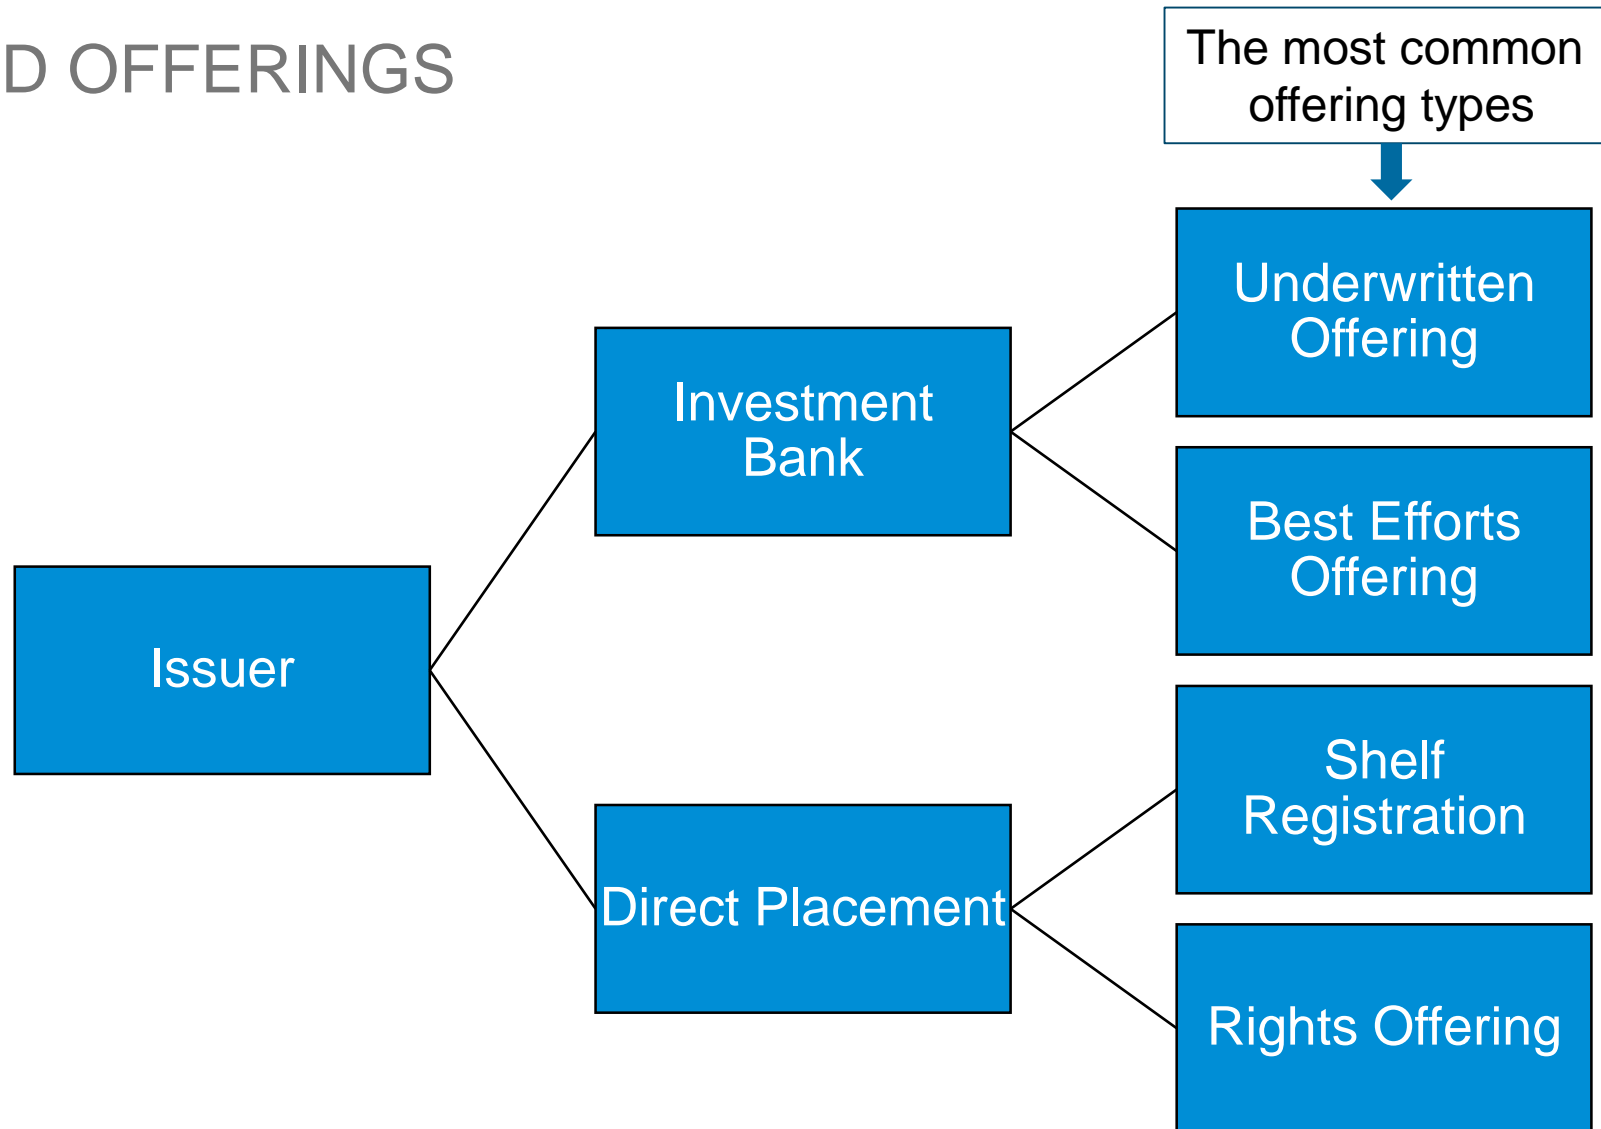 D OFFERINGS
The most common
offering types
Underwritten
Offering
Investment
Bank
Best Efforts
Offering
Issuer
Shelf
Registration
Direct Placement
Rights Offering